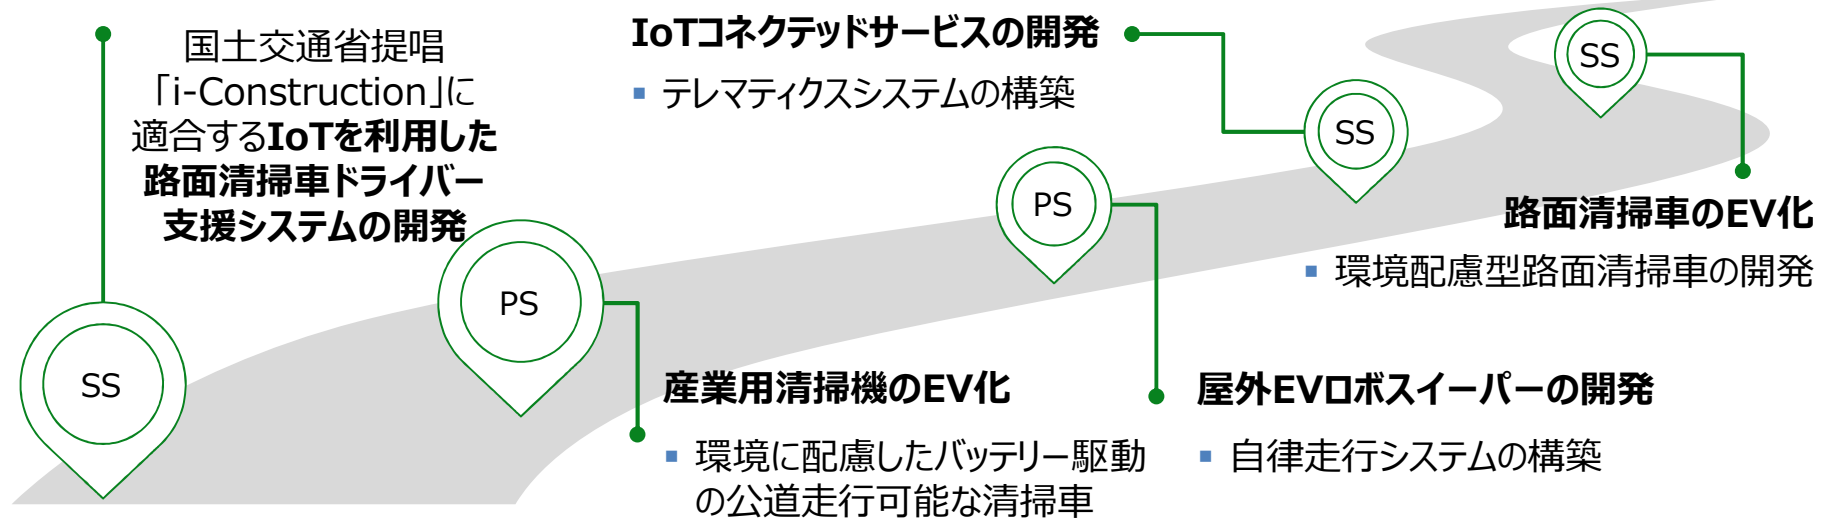 国土交通省提唱
「i-Construction」に
適合するIoTを利用した
路面清掃車ドライバー
支援システムの開発
SS
PS
産業用清掃機のEV化
▪ 環境に配慮したバッテリー駆動
の公道走行可能な清掃車
IoTコネクテッドサービスの開発
▪ テレマティクスシステムの構築
PS
屋外EVロボスイーパーの開発
▪ 自律走行システムの構築
SS
SS
路面清掃車のEV化
▪ 環境配慮型路面清掃車の開発